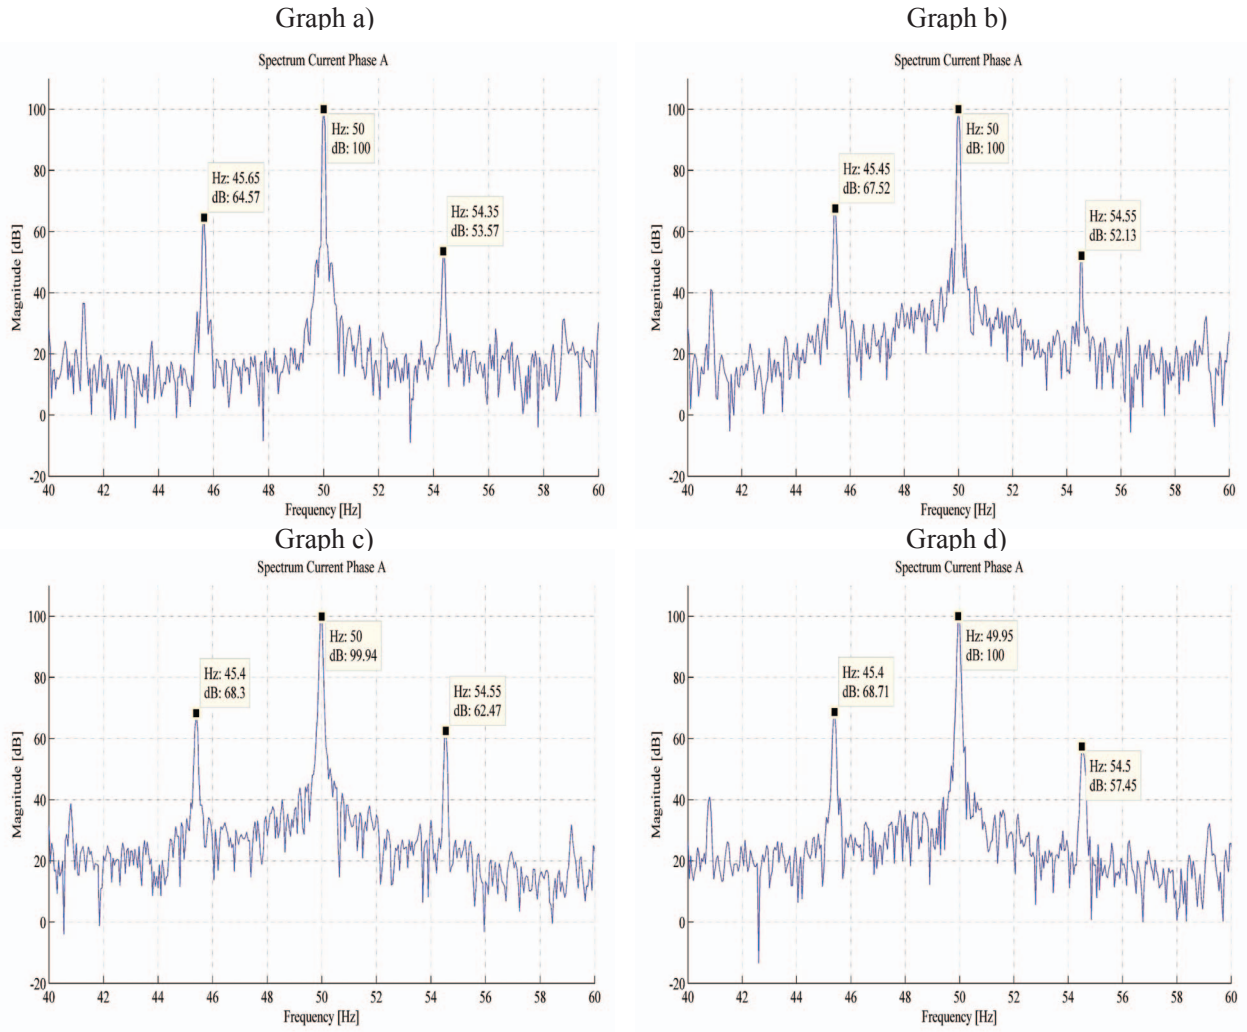 Graph a)
Spectrum Current Phase A
Magnitude [dB]
100
80
60
40
20
0
-20
Hz: 45.65
dB: 64.57
Hz: 50
dB: 100
Hz: 54.35
dB: 53.57
40 42 44 46 48 50 52 54 56 58 60
Frequency [Hz]
Graph b)
Spectrum Current Phase A
Magnitude [dB]
100
80
60
40
20
0
-20
Hz: 45.45
dB: 67.52
Hz: 50
dB: 100
Hz: 54.55
dB: 52.13
40 42 44 46 48 50 52 54 56 58 60
Frequency [Hz]
Graph c)
Spectrum Current Phase A
Magnitude [dB]
100
80
60
40
20
0
-20
Hz: 45.4
dB: 68.3
Hz: 50
dB: 99.94
Hz: 54.55
dB: 62.47
40 42 44 46 48 50 52 54 56 58 60
Frequency [Hz]
Graph d)
Spectrum Current Phase A
Magnitude [dB]
100
80
60
40
20
0
-20
Hz: 45.4
dB: 68.71
Hz: 49.95
dB: 100
Hz: 54.5
dB: 57.45
40 42 44 46 48 50 52 54 56 58 60
Frequency [Hz]